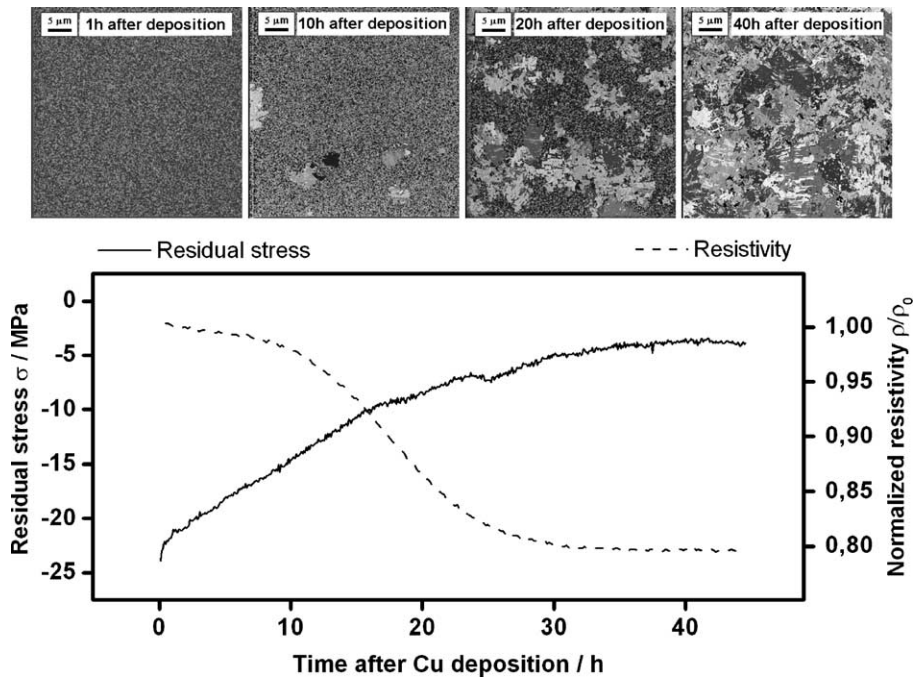 5 µm 1h after deposition
5 µm 10h after deposition
5 µm 20h after deposition
5 µm 40h after deposition
Residual stress
Resistivity
Residual stress σ / MPa
0
-5
-10
-15
-20
-25
1,00
0,95
0,90
0,85
0,80
Normalized resistivity ρ/ρ₀
0 10 20 30 40
Time after Cu deposition / h